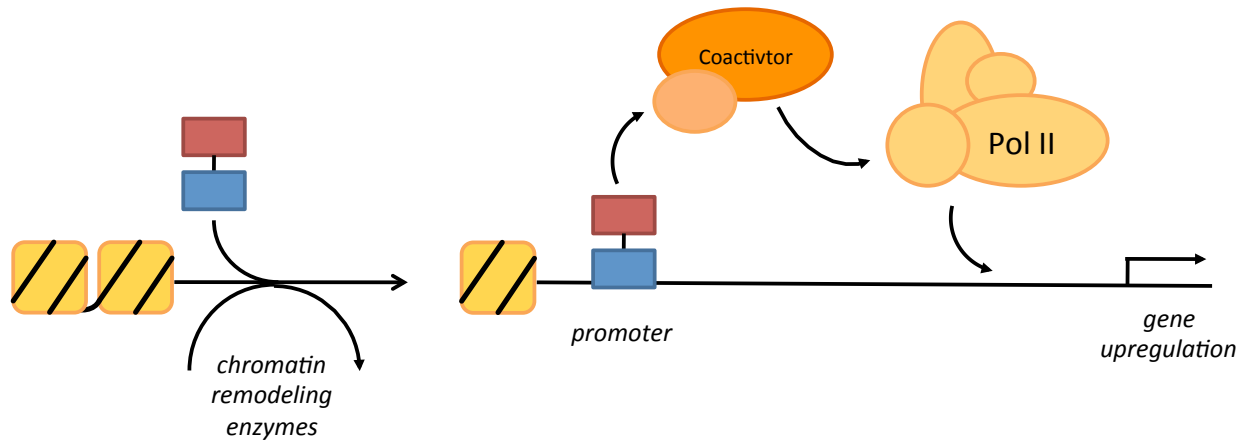 Coactivtor
Pol II
chromatin
remodeling
enzymes
promoter
gene
upregulation